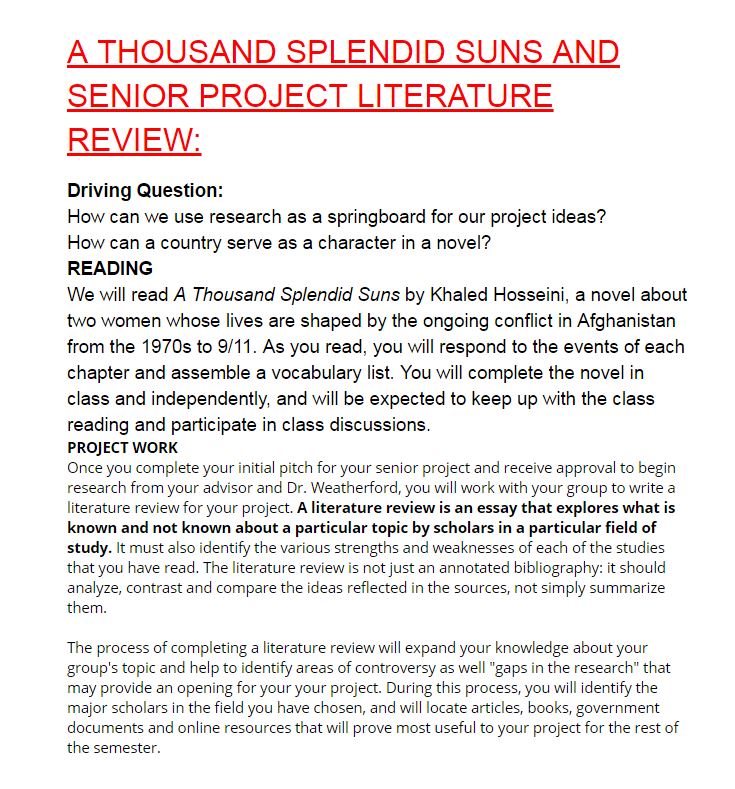 A THOUSAND SPLENDID SUNS AND
SENIOR PROJECT LITERATURE
REVIEW:
Driving Question:
How can we use research as a springboard for our project ideas?
How can a country serve as a character in a novel?
READING
We will read A Thousand Splendid Suns by Khaled Hosseini, a novel about
two women whose lives are shaped by the ongoing conflict in Afghanistan
from the 1970s to 9/11. As you read, you will respond to the events of each
chapter and assemble a vocabulary list. You will complete the novel in
class and independently, and will be expected to keep up with the class
reading and participate in class discussions.
PROJECT WORK
Once you complete your initial pitch for your senior project and receive approval to begin
research from your advisor and Dr. Weatherford, you will work with your group to write a
literature review for your project. A literature review is an essay that explores what is
known and not known about a particular topic by scholars in a particular field of
study. It must also identify the various strengths and weaknesses of each of the studies
that you have read. The literature review is not just an annotated bibliography: it should
analyze, contrast and compare the ideas reflected in the sources, not simply summarize
them.
The process of completing a literature review will expand your knowledge about your
group's topic and help to identify areas of controversy as well "gaps in the research" that
may provide an opening for your your project. During this process, you will identify the
major scholars in the field you have chosen, and will locate articles, books, government
documents and online resources that will prove most useful to your project for the rest of
the semester.